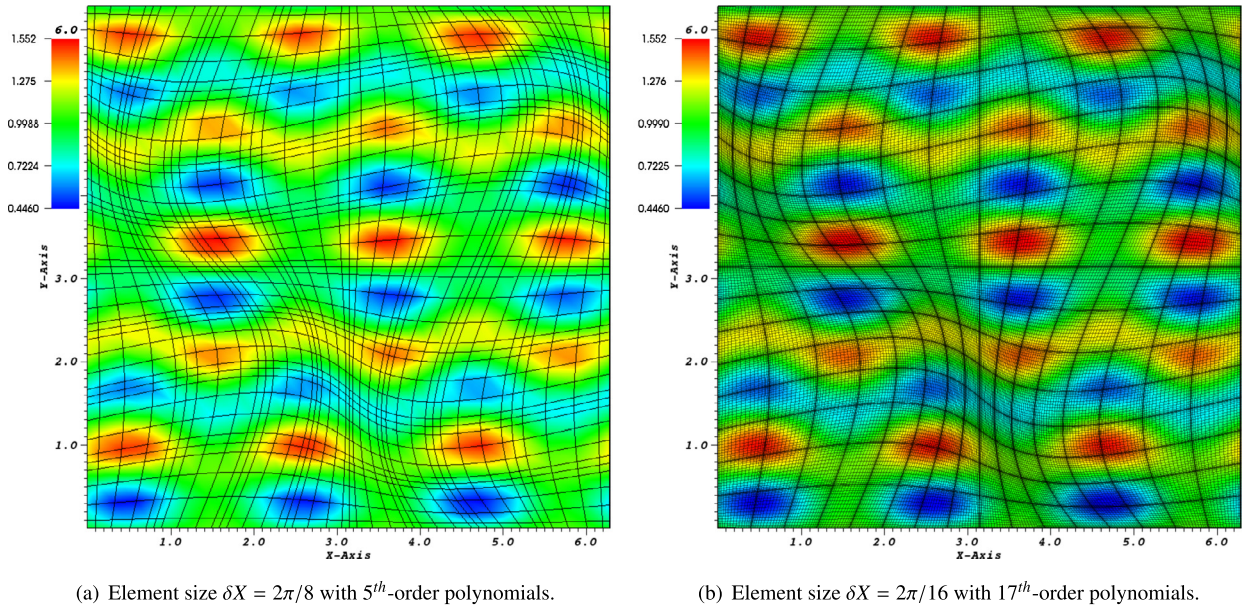 6.0
1.552
1.275
0.9988
0.7224
0.4460
3.0
2.0
1.0
Y-Axis
1.0 2.0 3.0 4.0 5.0 6.0
X-Axis
(a) Element size δX = 2π/8 with 5th-order polynomials.
6.0
1.552
1.275
0.9990
0.7225
0.4460
3.0
2.0
1.0
Y-Axis
1.0 2.0 3.0 4.0 5.0 6.0
X-Axis
(b) Element size δX = 2π/16 with 17th-order polynomials.